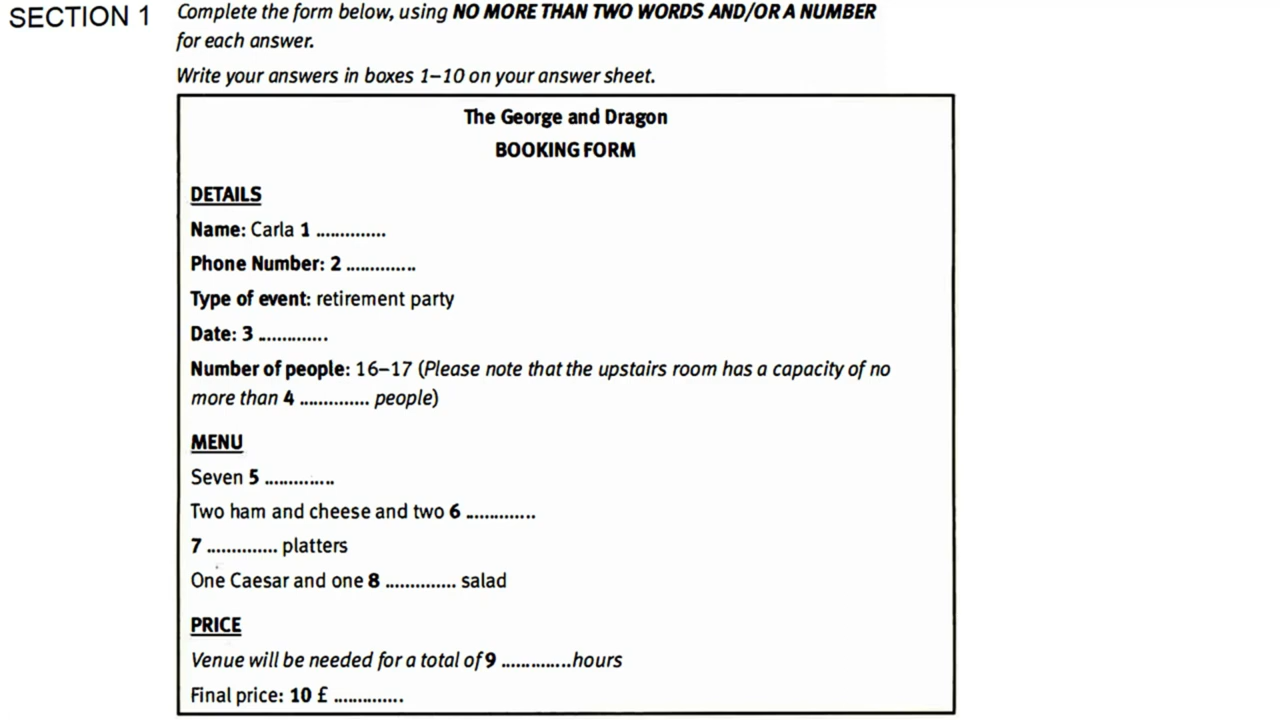 SECTION 1
Complete the form below, using NO MORE THAN TWO WORDS AND/OR A NUMBER
for each answer.
Write your answers in boxes 1–10 on your answer sheet.
The George and Dragon
BOOKING FORM
DETAILS
Name: Carla 1 ..............
Phone Number: 2 ..............
Type of event: retirement party
Date: 3 ..............
Number of people: 16–17 (Please note that the upstairs room has a capacity of no
more than 4 .............. people)
MENU
Seven 5 ..............
Two ham and cheese and two 6 ..............
7 .............. platters
One Caesar and one 8 .............. salad
PRICE
Venue will be needed for a total of 9 ..............hours
Final price: 10 £ ..............